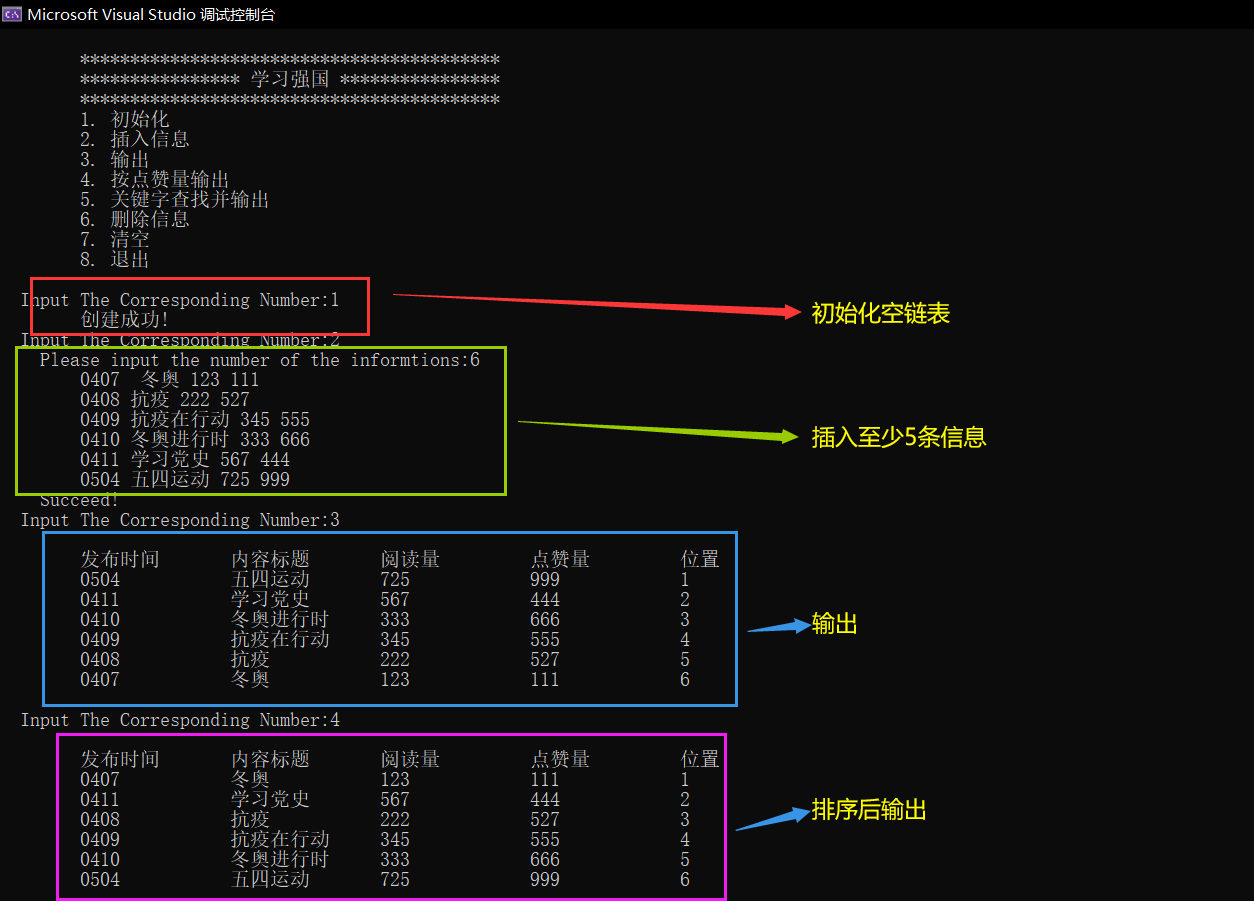 Microsoft Visual Studio 调试控制台
******************************************
**************** 学习强国 ****************
******************************************
1. 初始化
2. 插入信息
3. 输出
4. 按点赞量输出
5. 关键字查找并输出
6. 删除信息
7. 清空
8. 退出
Input The Corresponding Number:1
创建成功!
初始化空链表
Input The Corresponding Number:2
Please input the number of the informtions:6
0407 冬奥 123 111
0408 抗疫 222 527
0409 抗疫在行动 345 555
0410 冬奥进行时 333 666
0411 学习党史 567 444
0504 五四运动 725 999
插入至少5条信息
Succeed!
Input The Corresponding Number:3
发布时间 内容标题 阅读量 点赞量 位置
0504 五四运动 725 999 1
0411 学习党史 567 444 2
0410 冬奥进行时 333 666 3
0409 抗疫在行动 345 555 4
0408 抗疫 222 527 5
0407 冬奥 123 111 6
输出
Input The Corresponding Number:4
发布时间 内容标题 阅读量 点赞量 位置
0407 冬奥 123 111 1
0411 学习党史 567 444 2
0408 抗疫 222 527 3
0409 抗疫在行动 345 555 4
0410 冬奥进行时 333 666 5
0504 五四运动 725 999 6
排序后输出